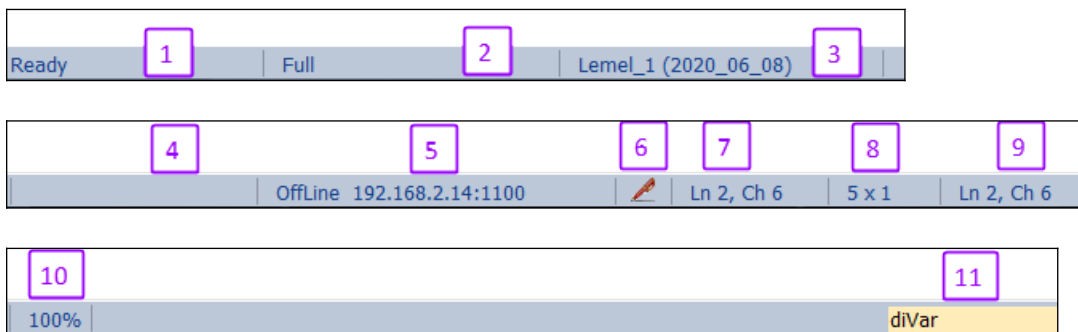 1 2 3
Ready Full Lemel_1 (2020_06_08)
4 5 6 7 8 9
OffLine 192.168.2.14:1100 Ln 2, Ch 6 5 x 1 Ln 2, Ch 6
10 11
100% diVar